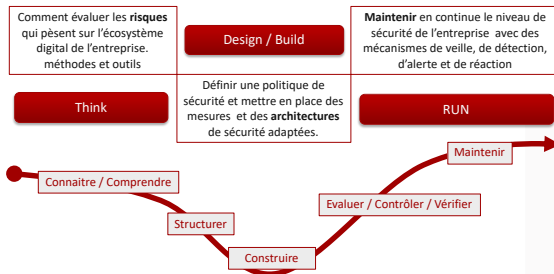 Comment évaluer les risques
qui pèsent sur l'écosystème
digital de l'entreprise.
méthodes et outils
Think
Design / Build
Définir une politique de
sécurité et mettre en place des
mesures et des architectures
de sécurité adaptées.
Maintenir en continue le niveau de
sécurité de l'entreprise avec des
mécanismes de veille, de détection,
d'alerte et de réaction
RUN
Connaitre / Comprendre
Structurer
Construire
Evaluer / Contrôler / Vérifier
Maintenir